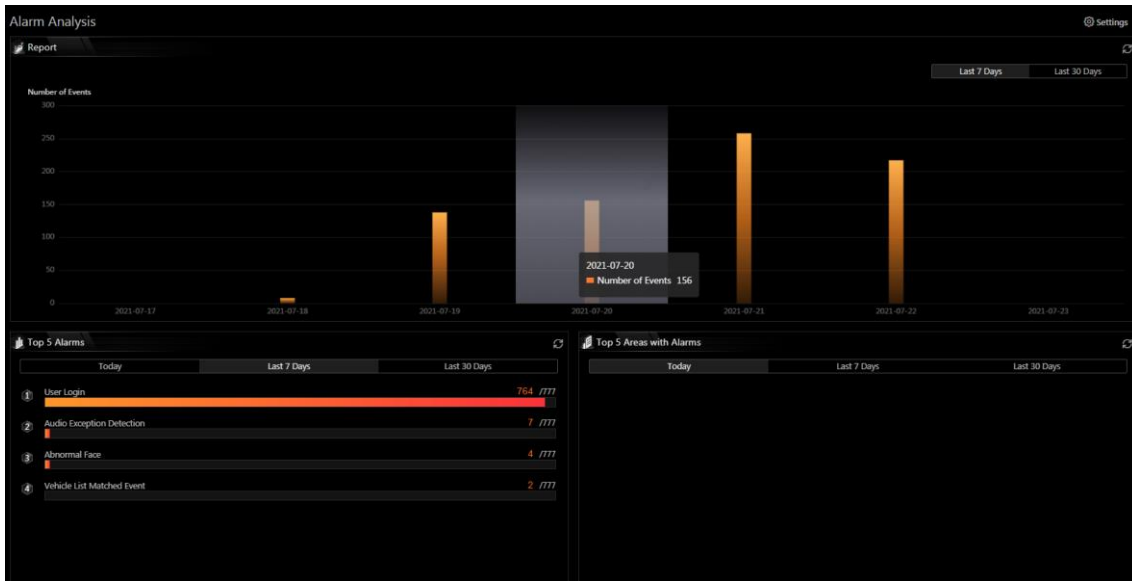 Alarm Analysis
Settings
Report
Last 7 Days Last 30 Days
Number of Events
300
250
200
150
100
50
0
2021-07-20
Number of Events 156
2021-07-17 2021-07-18 2021-07-19 2021-07-20 2021-07-21 2021-07-22 2021-07-23
Top 5 Alarms
Today Last 7 Days Last 30 Days
1 User Login 764 /777
2 Audio Exception Detection 7 /777
3 Abnormal Face 4 /777
4 Vehicle List Matched Event 2 /777
Top 5 Areas with Alarms
Today Last 7 Days Last 30 Days